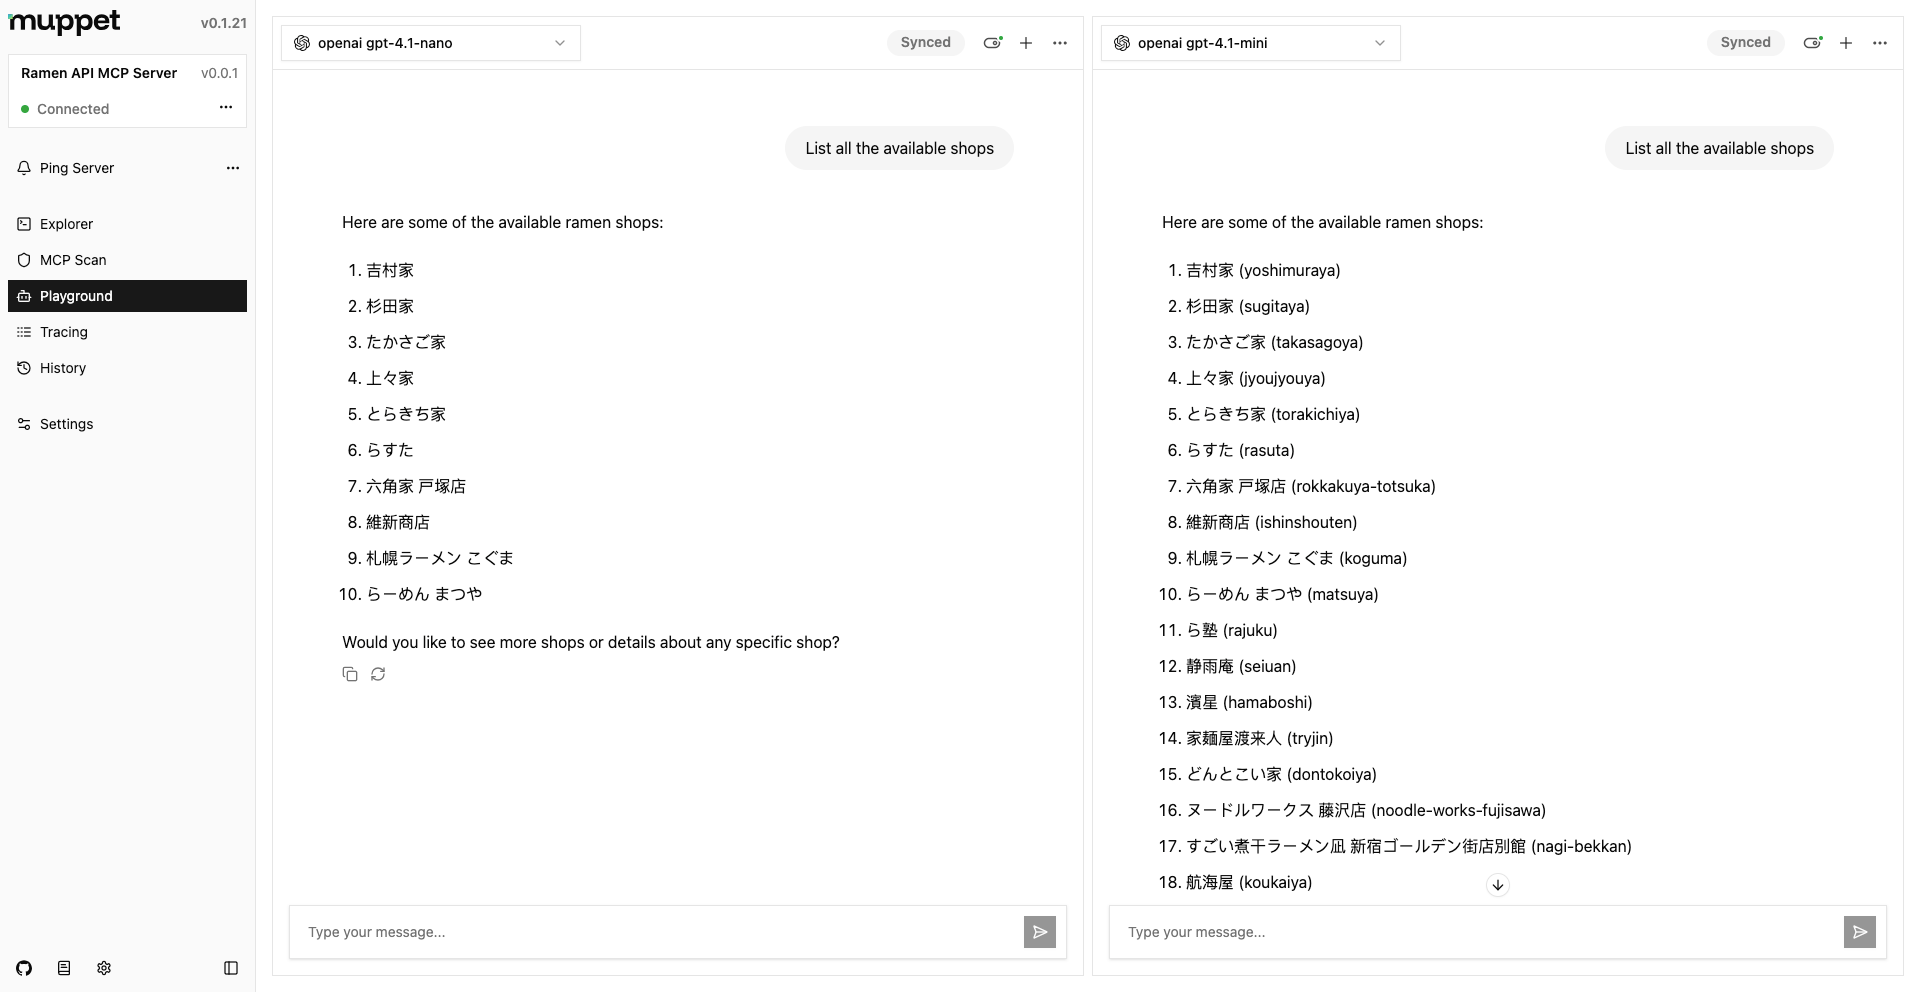 muppet v0.1.21
Ramen API MCP Server v0.0.1
Connected
Ping Server
Explorer
MCP Scan
Playground
Tracing
History
Settings
openai gpt-4.1-nano
Synced
List all the available shops
Here are some of the available ramen shops:
1. 吉村家
2. 杉田家
3. たかさご家
4. 上々家
5. とらきち家
6. らすた
7. 六角家 戸塚店
8. 維新商店
9. 札幌ラーメン こぐま
10. らーめん まつや
Would you like to see more shops or details about any specific shop?
Type your message...
openai gpt-4.1-mini
Synced
List all the available shops
Here are some of the available ramen shops:
1. 吉村家 (yoshimuraya)
2. 杉田家 (sugitaya)
3. たかさご家 (takasagoya)
4. 上々家 (jyoujyouya)
5. とらきち家 (torakichiya)
6. らすた (rasuta)
7. 六角家 戸塚店 (rokkakuya-totsuka)
8. 維新商店 (ishinshouten)
9. 札幌ラーメン こぐま (koguma)
10. らーめん まつや (matsuya)
11. ら塾 (rajuku)
12. 静雨庵 (seiuan)
13. 濱星 (hamaboshi)
14. 家麺屋渡来人 (tryjin)
15. どんとこい家 (dontokoiya)
16. ヌードルワークス 藤沢店 (noodle-works-fujisawa)
17. すごい煮干ラーメン凪 新宿ゴールデン街店別館 (nagi-bekkan)
18. 航海屋 (koukaiya)
Type your message...